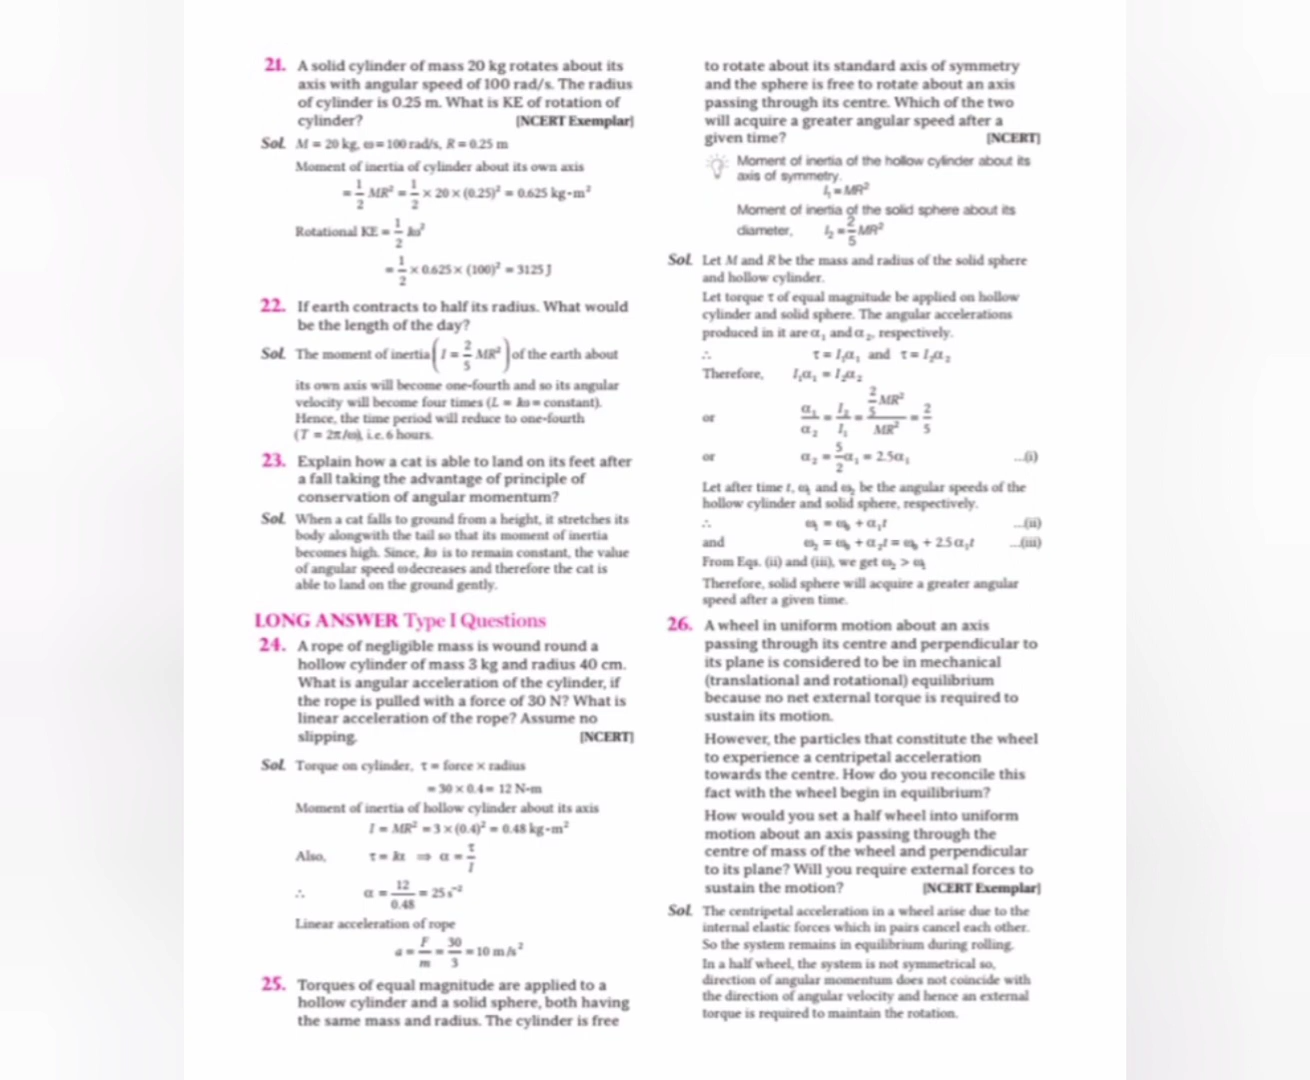 21. A solid cylinder of mass 20 kg rotates about its
axis with angular speed of 100 rad/s. The radius
of cylinder is 0.25 m. What is KE of rotation of
cylinder? [NCERT Exemplar]
Sol. M = 20 kg, ω = 100 rad/s, R = 0.25 m
Moment of inertia of cylinder about its own axis
= 1/2 MR² = 1/2 × 20 × (0.25)² = 0.625 kg-m²
Rotational KE = 1/2 Iω²
= 1/2 × 0.625 × (100)² = 3125 J
22. If earth contracts to half its radius. What would
be the length of the day?
Sol. The moment of inertia (I = 2/5 MR²) of the earth about
its own axis will become one-fourth and so its angular
velocity will become four times (L = Iω = constant).
Hence, the time period will reduce to one-fourth
(T = 2π/ω), i.e. 6 hours.
23. Explain how a cat is able to land on its feet after
a fall taking the advantage of principle of
conservation of angular momentum?
Sol. When a cat falls to ground from a height, it stretches its
body alongwith the tail so that its moment of inertia
becomes high. Since, Iω is to remain constant, the value
of angular speed ω decreases and therefore the cat is
able to land on the ground gently.
LONG ANSWER Type I Questions
24. A rope of negligible mass is wound round a
hollow cylinder of mass 3 kg and radius 40 cm.
What is angular acceleration of the cylinder, if
the rope is pulled with a force of 30 N? What is
linear acceleration of the rope? Assume no
slipping. [NCERT]
Sol. Torque on cylinder, τ = force × radius
= 30 × 0.4 = 12 N-m
Moment of inertia of hollow cylinder about its axis
I = MR² = 3 × (0.4)² = 0.48 kg-m²
Also, τ = Iα ⇒ α = τ/I
∴ α = 12/0.48 = 25 s⁻²
Linear acceleration of rope
a = F/m = 30/3 = 10 m/s²
25. Torques of equal magnitude are applied to a
hollow cylinder and a solid sphere, both having
the same mass and radius. The cylinder is free
to rotate about its standard axis of symmetry
and the sphere is free to rotate about an axis
passing through its centre. Which of the two
will acquire a greater angular speed after a
given time? [NCERT]
Moment of inertia of the hollow cylinder about its
axis of symmetry.
I₁ = MR²
Moment of inertia of the solid sphere about its
diameter, I₂ = 2/5 MR²
Sol. Let M and R be the mass and radius of the solid sphere
and hollow cylinder.
Let torque τ of equal magnitude be applied on hollow
cylinder and solid sphere. The angular accelerations
produced in it are α₁ and α₂, respectively.
∴ τ = I₁α₁ and τ = I₂α₂
Therefore, I₁α₁ = I₂α₂
or α₁/α₂ = I₂/I₁ = (2/5 MR²)/MR² = 2/5
or α₂ = 5/2 α₁ = 2.5α₁ ...(i)
Let after time t, ω₁ and ω₂ be the angular speeds of the
hollow cylinder and solid sphere, respectively.
∴ ω₁ = ω₀ + α₁t ...(ii)
and ω₂ = ω₀ + α₂t = ω₀ + 2.5α₁t ...(iii)
From Eqs. (ii) and (iii), we get ω₂ > ω₁
Therefore, solid sphere will acquire a greater angular
speed after a given time.
26. A wheel in uniform motion about an axis
passing through its centre and perpendicular to
its plane is considered to be in mechanical
(translational and rotational) equilibrium
because no net external torque is required to
sustain its motion.
However, the particles that constitute the wheel
to experience a centripetal acceleration
towards the centre. How do you reconcile this
fact with the wheel begin in equilibrium?
How would you set a half wheel into uniform
motion about an axis passing through the
centre of mass of the wheel and perpendicular
to its plane? Will you require external forces to
sustain the motion? [NCERT Exemplar]
Sol. The centripetal acceleration in a wheel arise due to the
internal elastic forces which in pairs cancel each other.
So the system remains in equilibrium during rolling.
In a half wheel, the system is not symmetrical so,
direction of angular momentum does not coincide with
the direction of angular velocity and hence an external
torque is required to maintain the rotation.